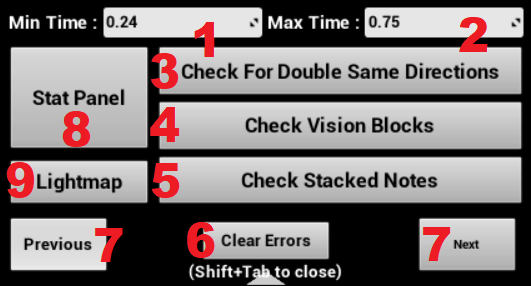 Min Time : 0.24 Max Time : 0.75
1 2
3 Check For Double Same Directions
Stat Panel
8
4 Check Vision Blocks
9 Lightmap
5 Check Stacked Notes
Previous 7
6 Clear Errors
7 Next
(Shift+Tab to close)